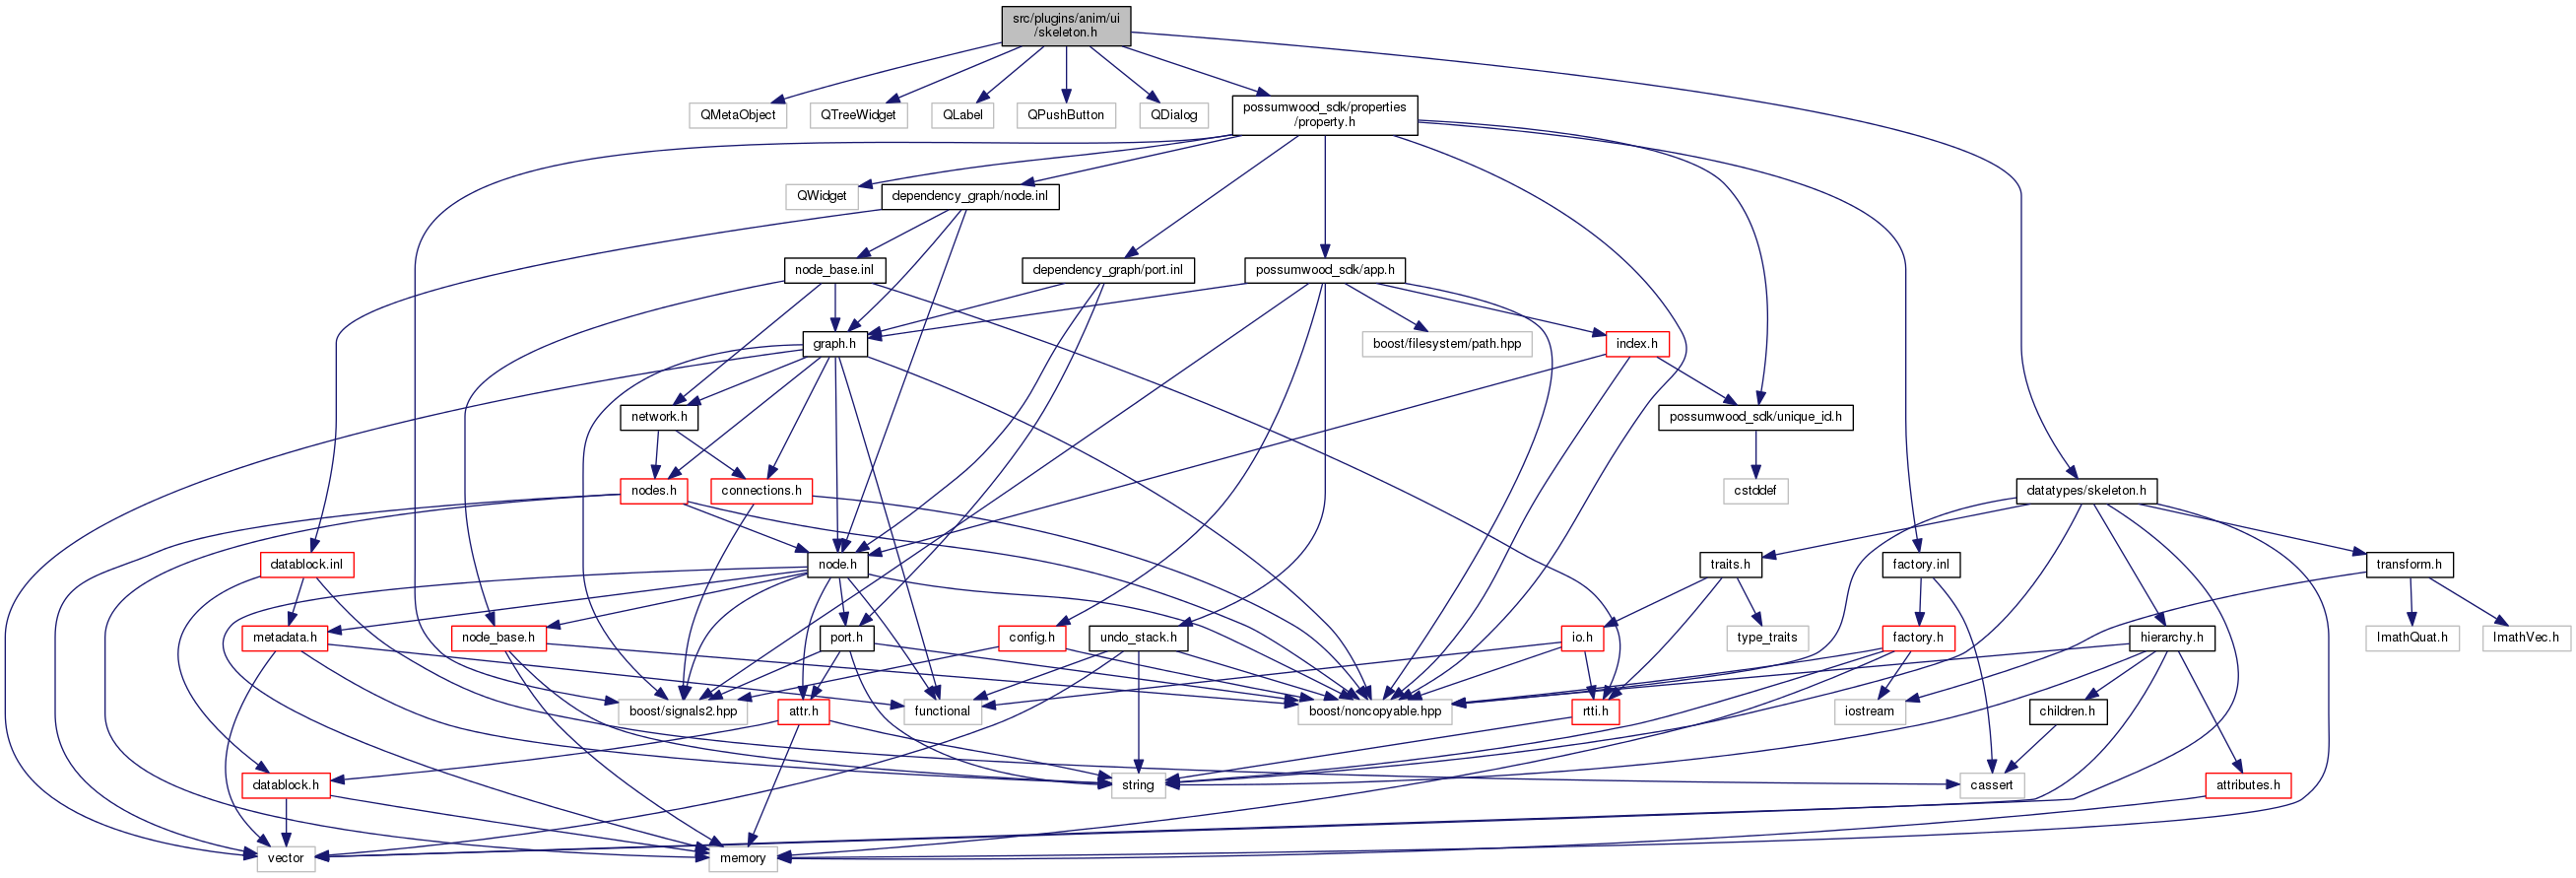 src/plugins/anim/ui
/skeleton.h
QMetaObject
QTreeWidget
QLabel
QPushButton
QDialog
possumwood_sdk/properties
/property.h
QWidget
dependency_graph/node.inl
node_base.inl
dependency_graph/port.inl
possumwood_sdk/app.h
graph.h
boost/filesystem/path.hpp
index.h
network.h
possumwood_sdk/unique_id.h
nodes.h
connections.h
cstddef
datatypes/skeleton.h
datablock.inl
node.h
traits.h
factory.inl
transform.h
metadata.h
node_base.h
port.h
config.h
undo_stack.h
io.h
type_traits
factory.h
hierarchy.h
ImathQuat.h
ImathVec.h
boost/signals2.hpp
attr.h
functional
boost/noncopyable.hpp
rtti.h
iostream
children.h
datablock.h
string
cassert
attributes.h
vector
memory